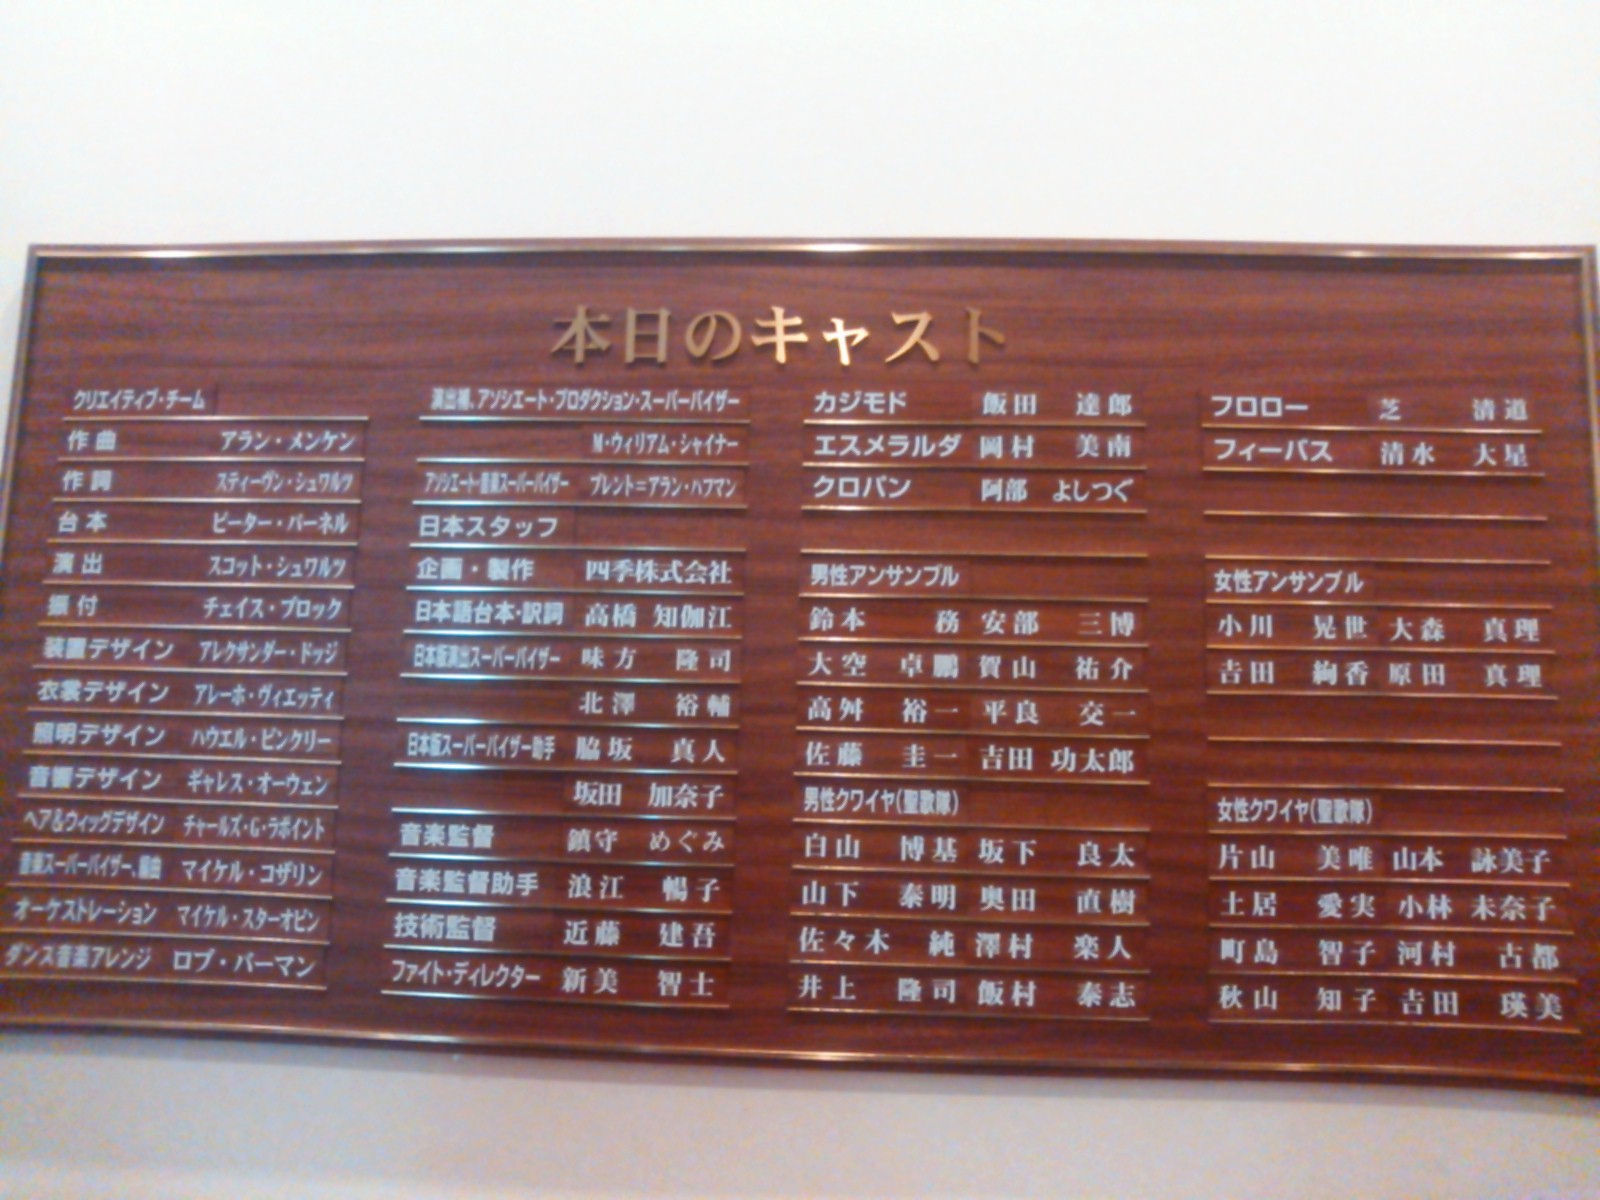 本日のキャスト
クリエイティブ・チーム
作曲 アラン・メンケン
作詞 スティーヴン・シュワルツ
台本 ピーター・パーネル
演出 スコット・シュワルツ
振付 チェイス・ブロック
装置デザイン アレクサンダー・ドッジ
衣裳デザイン アレーホ・ヴィエッティ
照明デザイン ハウエル・ビンクリー
音響デザイン ギャレス・オーウェン
ヘア&ウィッグデザイン チャールズ・G・ラポイント
音楽スーパーバイザー、編曲 マイケル・コザリン
オーケストレーション マイケル・スターオビン
ダンス音楽アレンジ ロブ・バーマン
演出補、アソシエート・プロダクション・スーパーバイザー
M・ウィリアム・シャイナー
アソシエート・音楽スーパーバイザー ブレント=アラン・ハフマン
日本スタッフ
企画・製作 四季株式会社
日本語台本・訳詞 高橋 知伽江
日本版演出スーパーバイザー 味方 隆司
北澤 裕輔
日本版スーパーバイザー助手 脇坂 真人
坂田 加奈子
音楽監督 鎮守 めぐみ
音楽監督助手 浪江 暢子
技術監督 近藤 建吾
ファイト・ディレクター 新美 智士
カジモド 飯田 達郎
エスメラルダ 岡村 美南
クロパン 阿部 よしつぐ
男性アンサンブル
鈴本 務 安部 三博
大空 卓鵬 賀山 祐介
高舛 裕一 平良 交一
佐藤 圭一 吉田 功太郎
男性クワイヤ(聖歌隊)
白山 博基 坂下 良太
山下 泰明 奥田 直樹
佐々木 純 澤村 楽人
井上 隆司 飯村 泰志
フロロー 芝 清道
フィーバス 清水 大星
女性アンサンブル
小川 晃世 大森 真理
吉田 絢香 原田 真理
女性クワイヤ(聖歌隊)
片山 美唯 山本 詠美子
土居 愛実 小林 未奈子
町島 智子 河村 古都
秋山 知子 吉田 瑛美